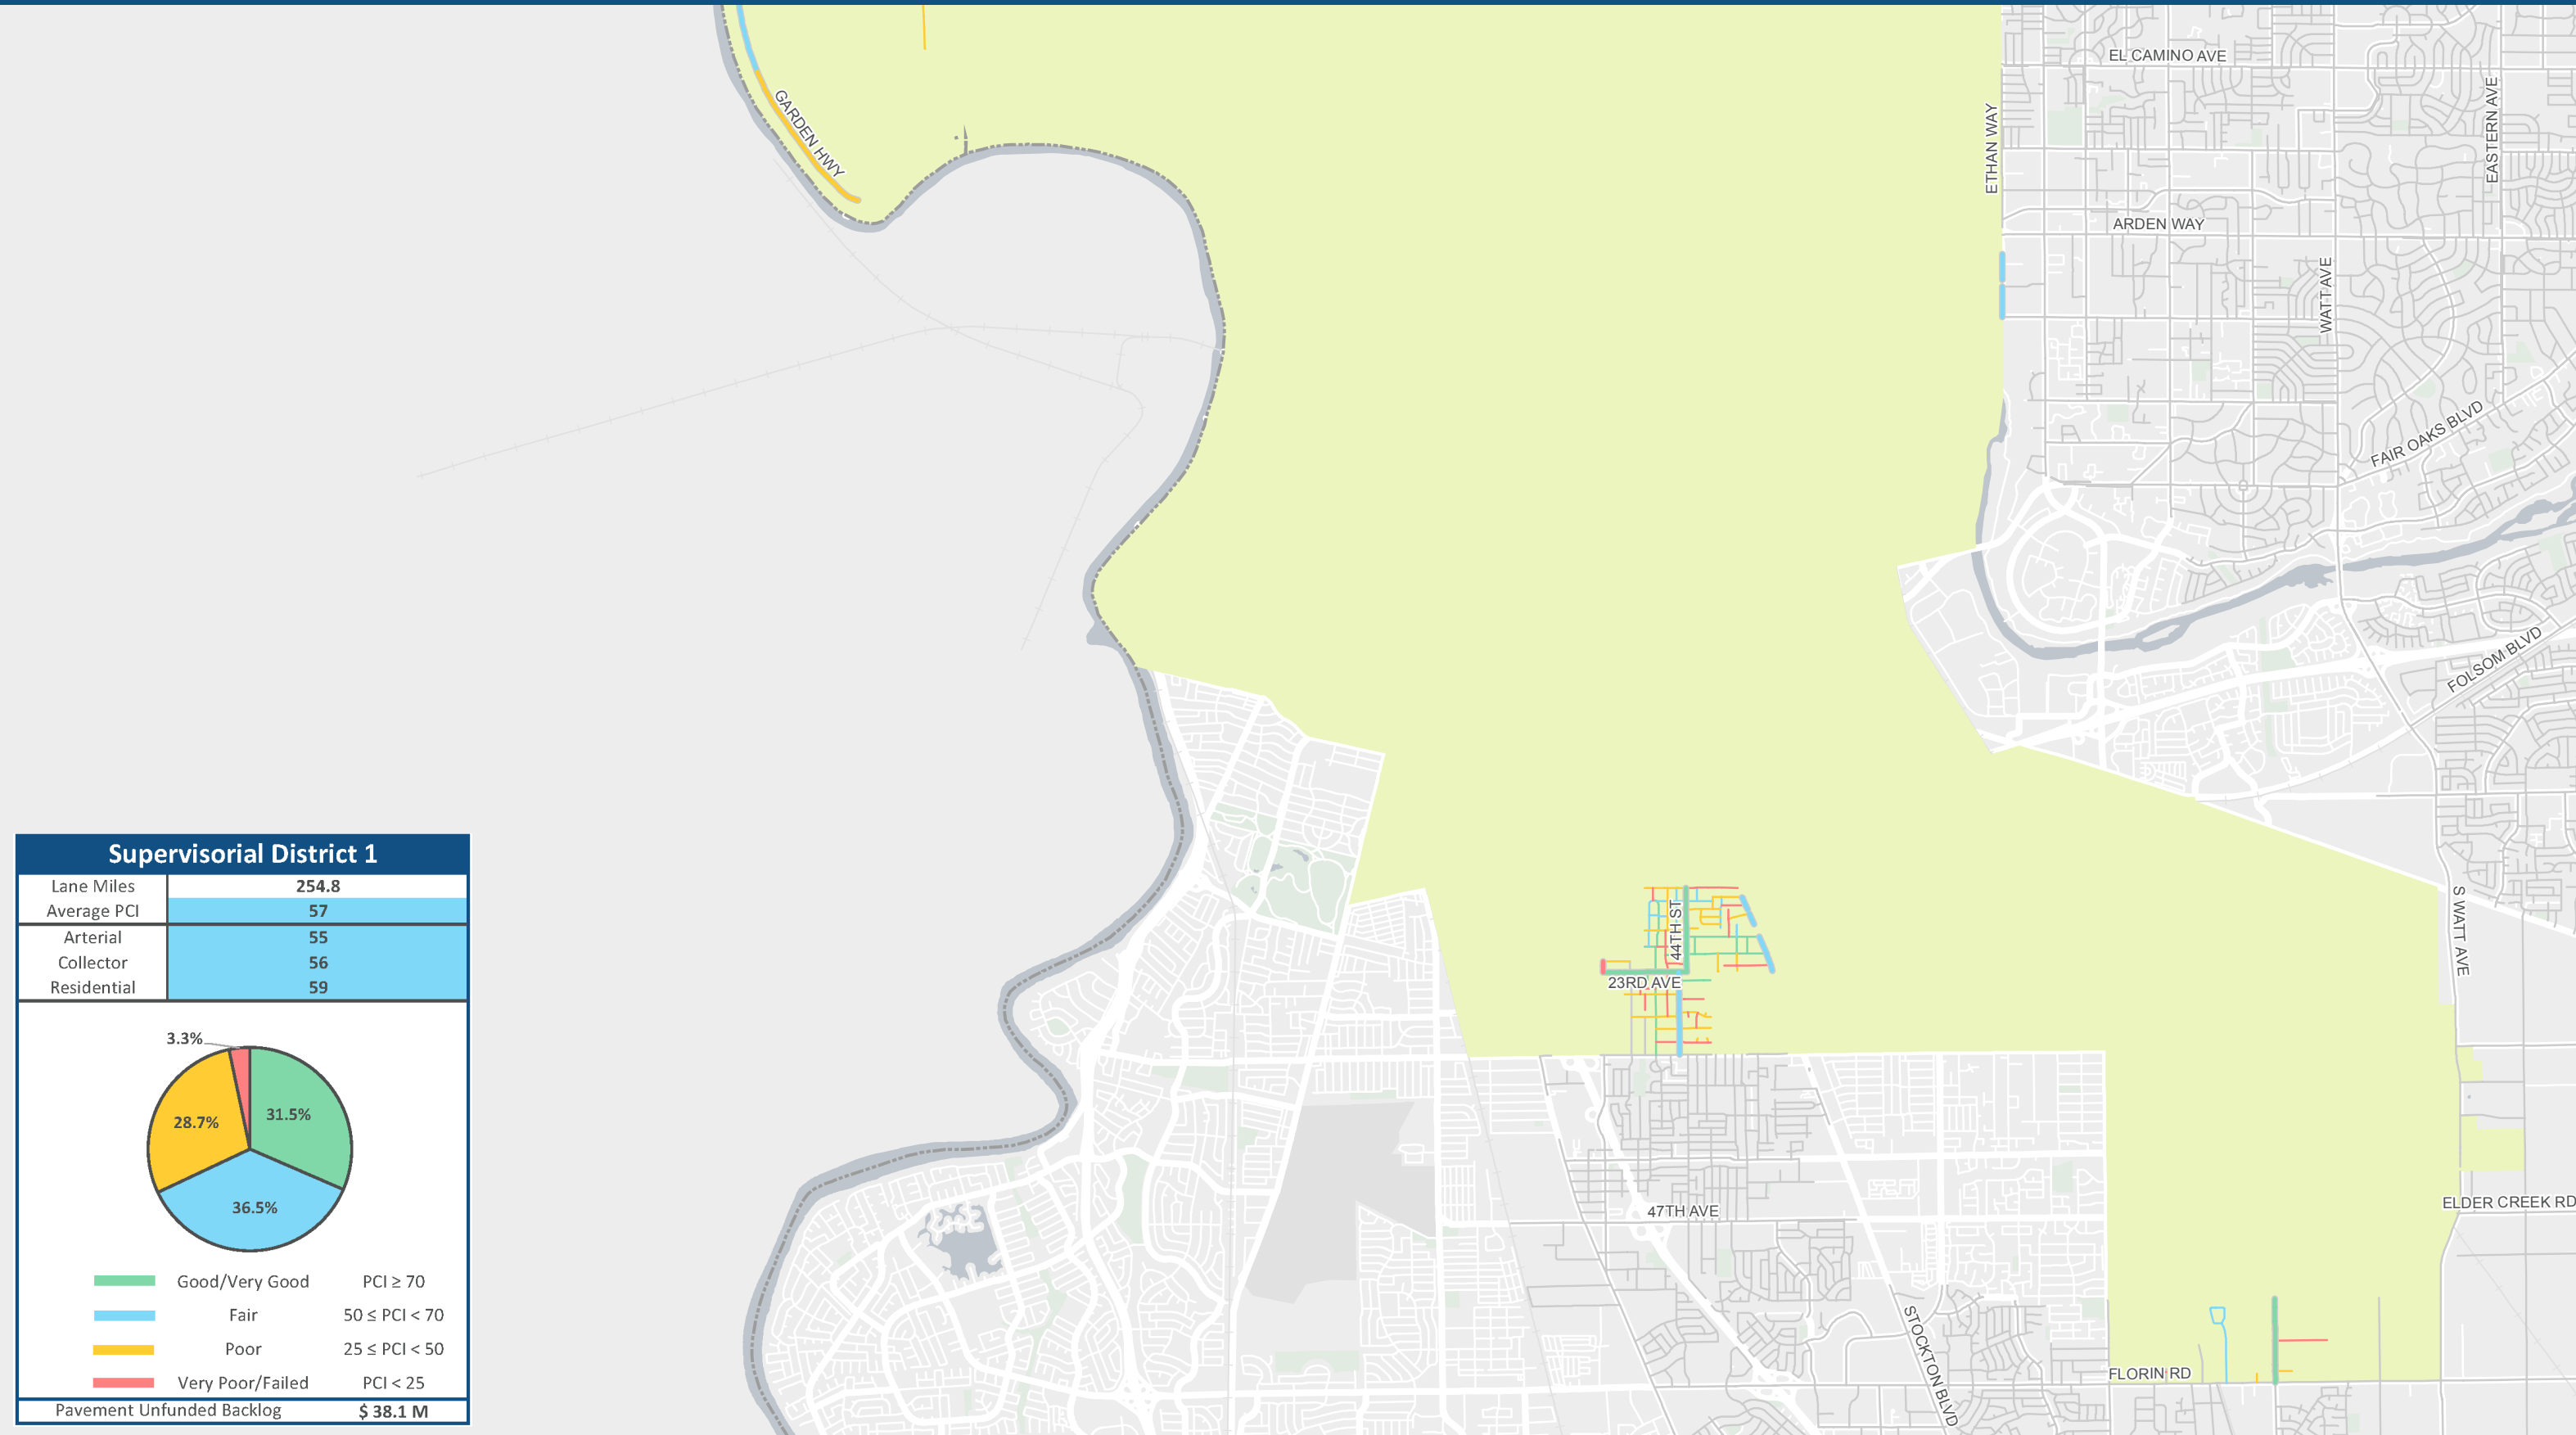 EL CAMINO AVE
EASTERN AVE
GARDEN HWY
ETHAN WAY
ARDEN WAY
WATT AVE
FAIR OAKS BLVD
FOLSOM BLVD
S WATT AVE
44TH ST
23RD AVE
47TH AVE
ELDER CREEK RD
STOCKTON BLVD
FLORIN RD
Supervisorial District 1
Lane Miles 254.8
Average PCI 57
Arterial 55
Collector 56
Residential 59
3.3%
31.5%
28.7%
36.5%
Good/Very Good PCI ≥ 70
Fair 50 ≤ PCI < 70
Poor 25 ≤ PCI < 50
Very Poor/Failed PCI < 25
Pavement Unfunded Backlog $ 38.1 M